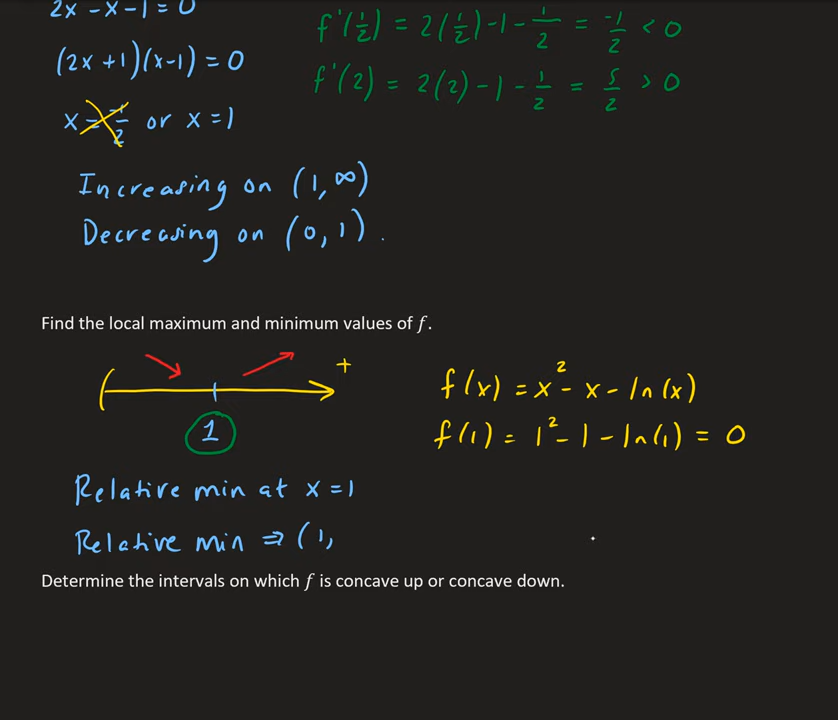 2x - x - 1 = 0
(2x + 1)(x - 1) = 0
x = -1/2 or x = 1
f'(1/2) = 2(1/2) - 1 - 1/(1/2) = -1/2 < 0
f'(2) = 2(2) - 1 - 1/2 = 5/2 > 0
Increasing on (1, ∞)
Decreasing on (0, 1).
Find the local maximum and minimum values of f.
+
1
f(x) = x² - x - ln(x)
f(1) = 1² - 1 - ln(1) = 0
Relative min at x = 1
Relative min ⇒ (1,
Determine the intervals on which f is concave up or concave down.